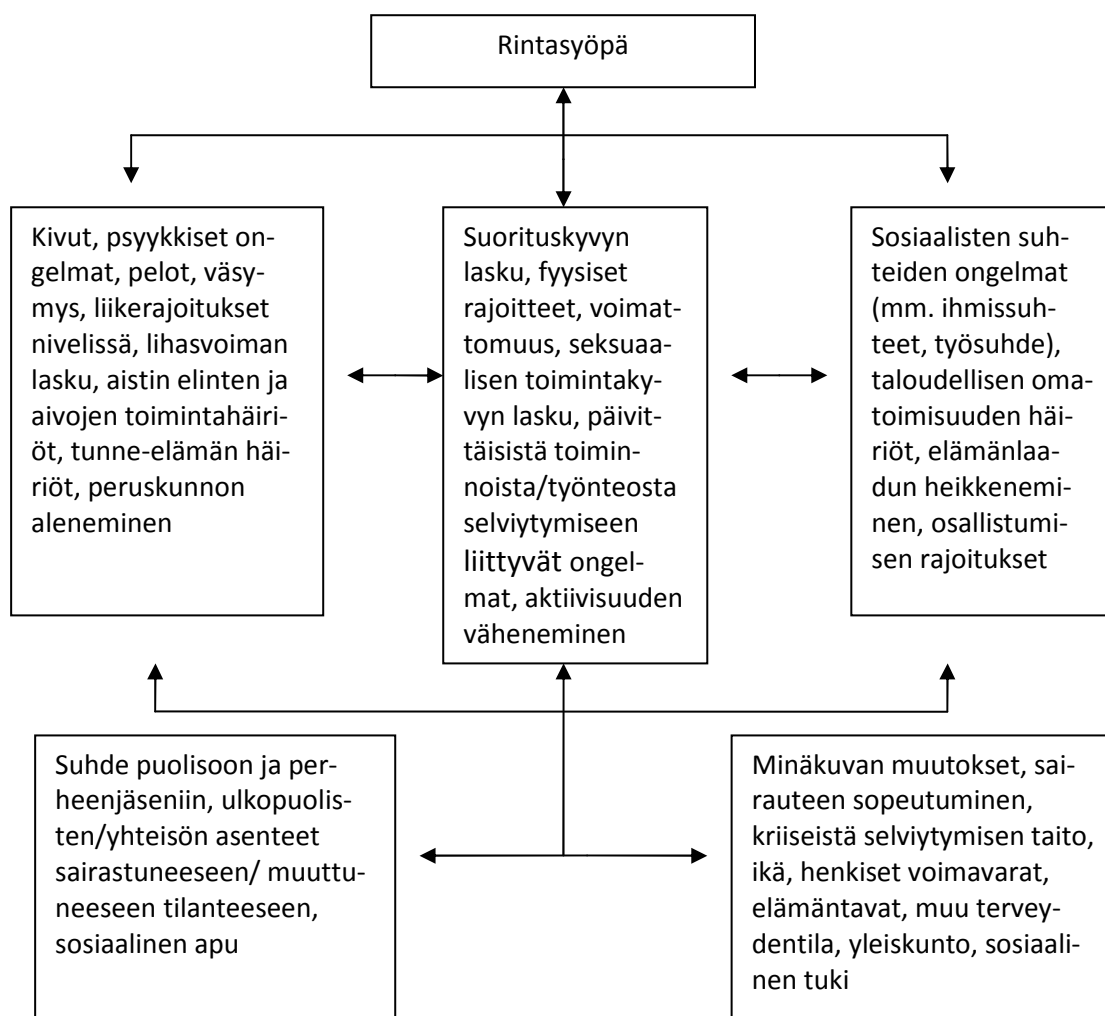 Rintasyöpä
Kivut, psyykkiset on-
gelmat, pelot, väsy-
mys, liikerajoitukset
nivelissä, lihasvoiman
lasku, aistin elinten ja
aivojen toimintahäiri-
öt, tunne-elämän häi-
riöt, peruskunnon
aleneminen
Suorituskyvyn
lasku, fyysiset
rajoitteet, voimat-
tomuus, seksuaa-
lisen toimintaky-
vyn lasku, päivit-
täisistä toimin-
noista/työnteosta
selviytymiseen
liittyvät ongel-
mat, aktiivisuuden
väheneminen
Sosiaalisten suh-
teiden ongelmat
(mm. ihmissuh-
teet, työsuhde),
taloudellisen oma-
toimisuuden häi-
riöt, elämänlaa-
dun heikkenemi-
nen, osallistumi-
sen rajoitukset
Suhde puolisoon ja per-
heenjäseniin, ulkopuolis-
ten/yhteisön asenteet
sairastuneeseen/ muuttu-
neeseen tilanteeseen,
sosiaalinen apu
Minäkuvan muutokset, sai-
rauteen sopeutuminen,
kriiseistä selviytymisen taito,
ikä, henkiset voimavarat,
elämäntavat, muu tervey-
dentila, yleiskunto, sosiaali-
nen tuki